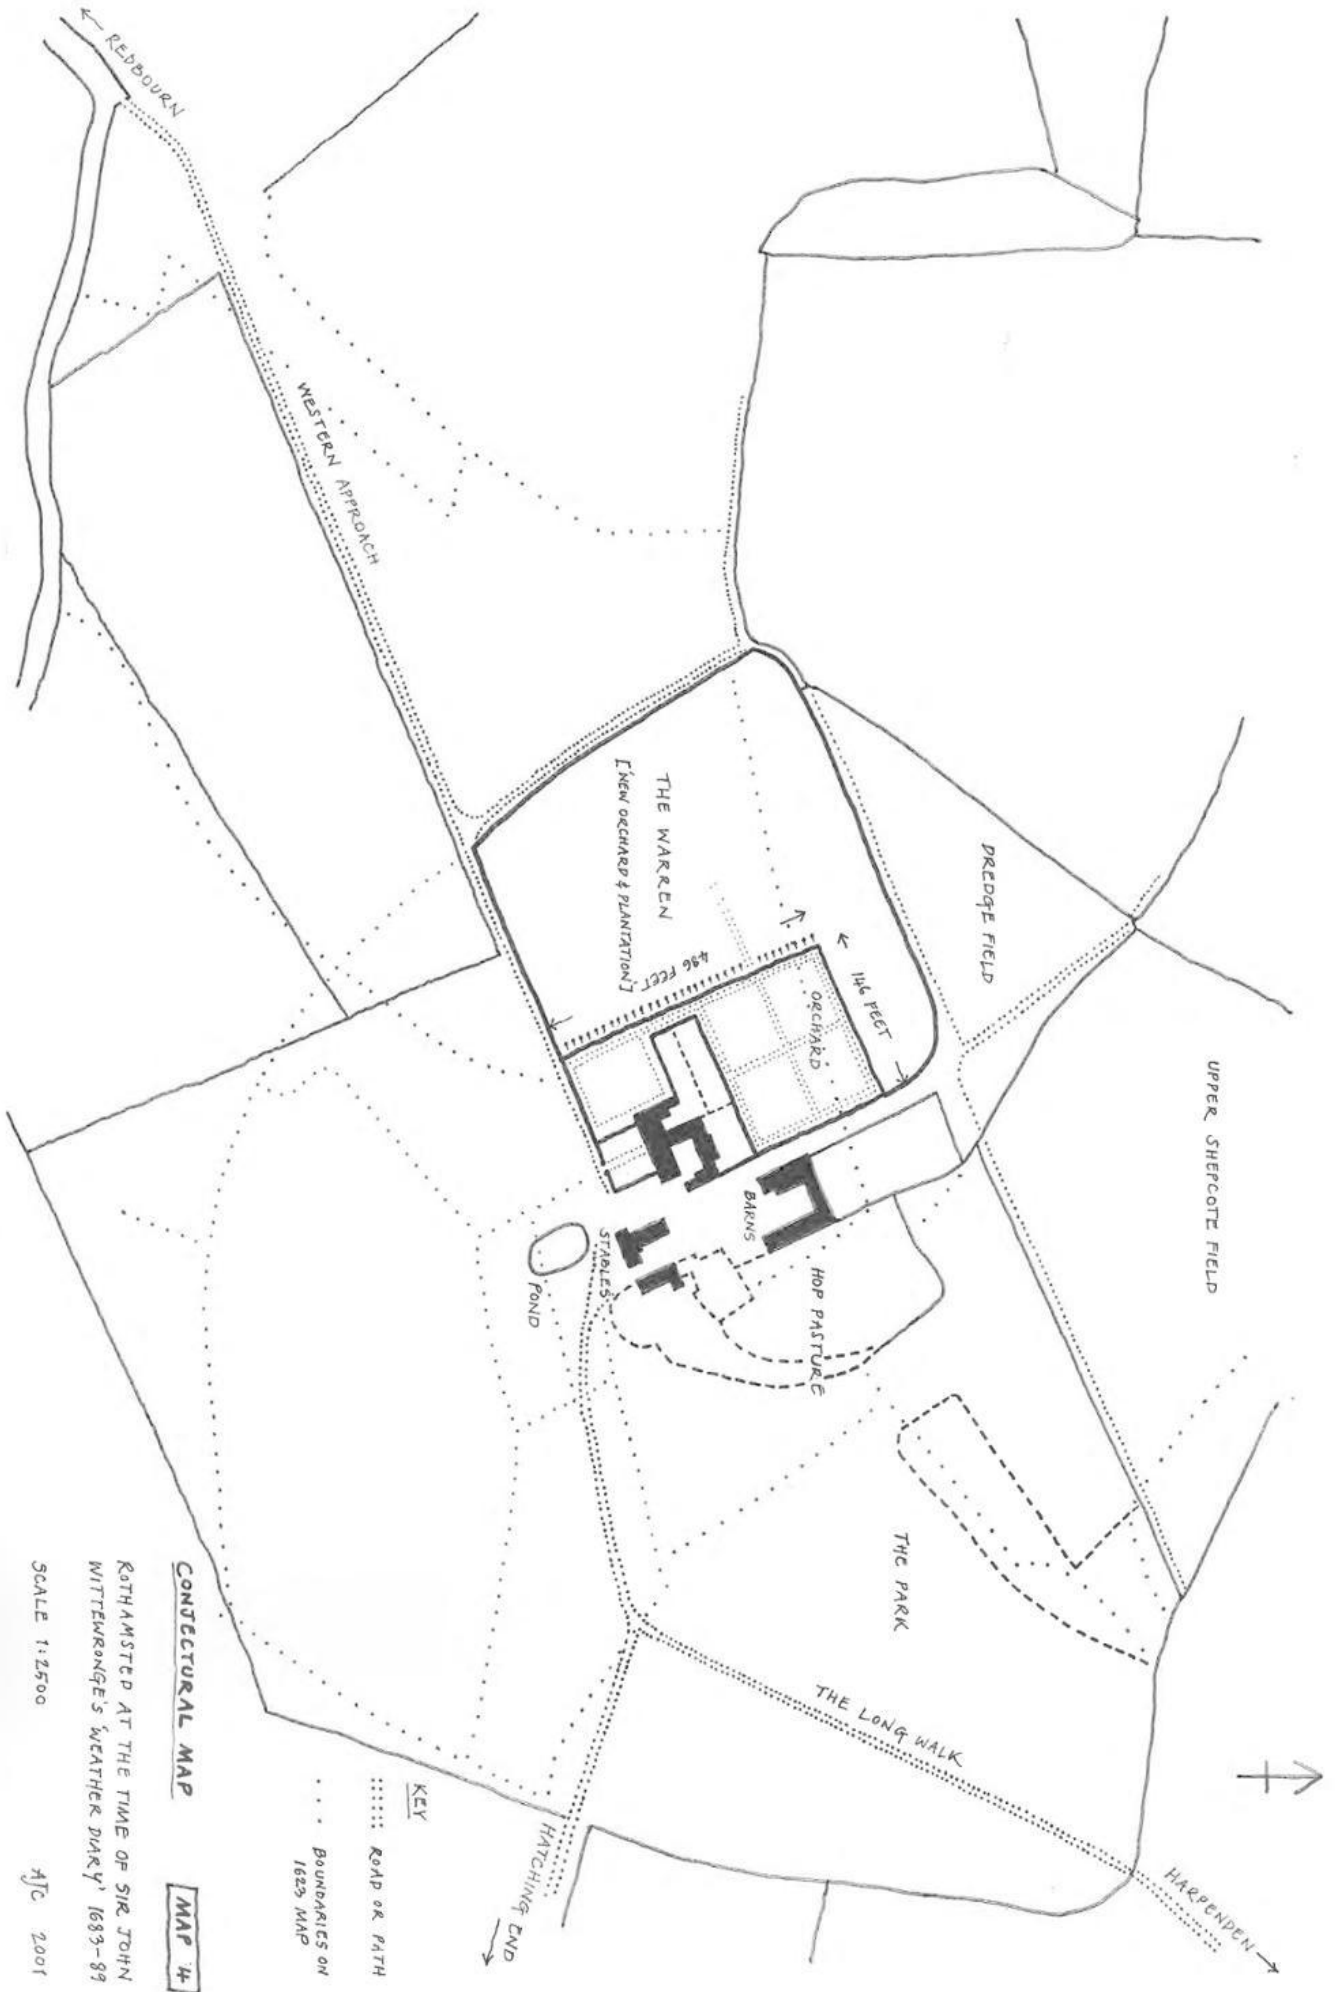 ← REDBOURN
WESTERN APPROACH
THE WARREN
['NEW ORCHARD & PLANTATION]
486 FEET
146 FEET
ORCHARD
DREDGE FIELD
UPPER SHEPCOTE FIELD
BARNS
STABLES
POND
HOP PASTURE
THE PARK
THE LONG WALK
HARPENDEN →
HATCHING END
→
KEY
ROAD OR PATH
BOUNDARIES ON
1623 MAP
CONJECTURAL MAP
MAP 4
ROTHAMSTED AT THE TIME OF SIR JOHN
WITTEWRONGE'S 'WEATHER DIARY' 1683-89
SCALE 1:2500
AJC 2001